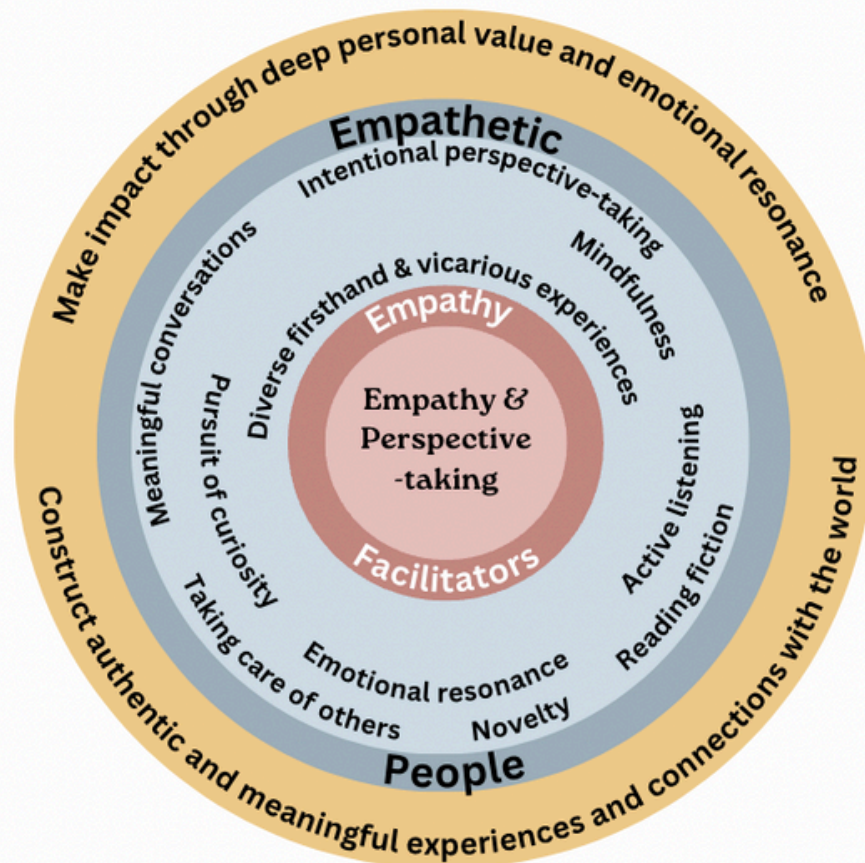 Make impact through deep personal value and emotional resonance
Empathetic
Intentional perspective-taking
Mindfulness
Meaningful conversations
Diverse firsthand & vicarious experiences
Empathy
Empathy &
Perspective
-taking
Facilitators
Pursuit of curiosity
Active listening
Reading fiction
Taking care of others
Emotional resonance
Novelty
People
Construct authentic and meaningful experiences and connections with the world